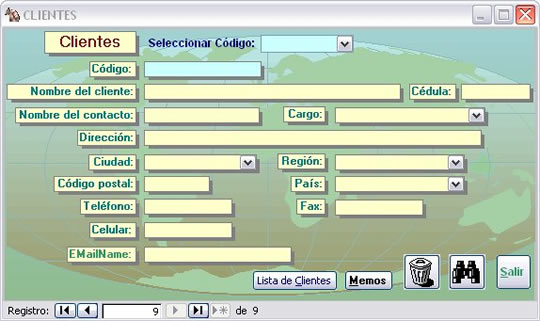 CLIENTES
Clientes Seleccionar Código:
Código:
Nombre del cliente: Cédula:
Nombre del contacto: Cargo:
Dirección:
Ciudad: Región:
Código postal: País:
Teléfono: Fax:
Celular:
EMailName:
Lista de Clientes Memos Salir
Registro: 9 de 9